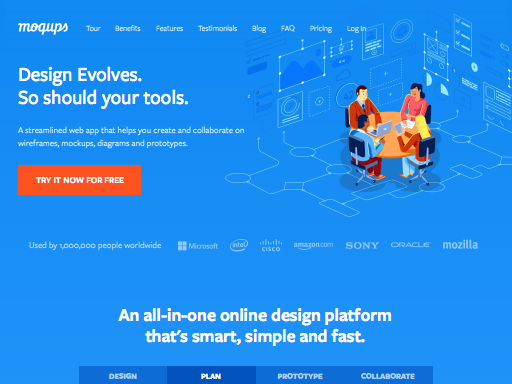 moqups
Tour Benefits Features Testimonials Blog FAQ Pricing Log In
Design Evolves.
So should your tools.
A streamlined web app that helps you create and collaborate on
wireframes, mockups, diagrams and prototypes.
TRY IT NOW FOR FREE
Used by 1,000,000 people worldwide Microsoft intel cisco amazon.com SONY ORACLE mozilla
An all-in-one online design platform
that's smart, simple and fast.
DESIGN PLAN PROTOTYPE COLLABORATE